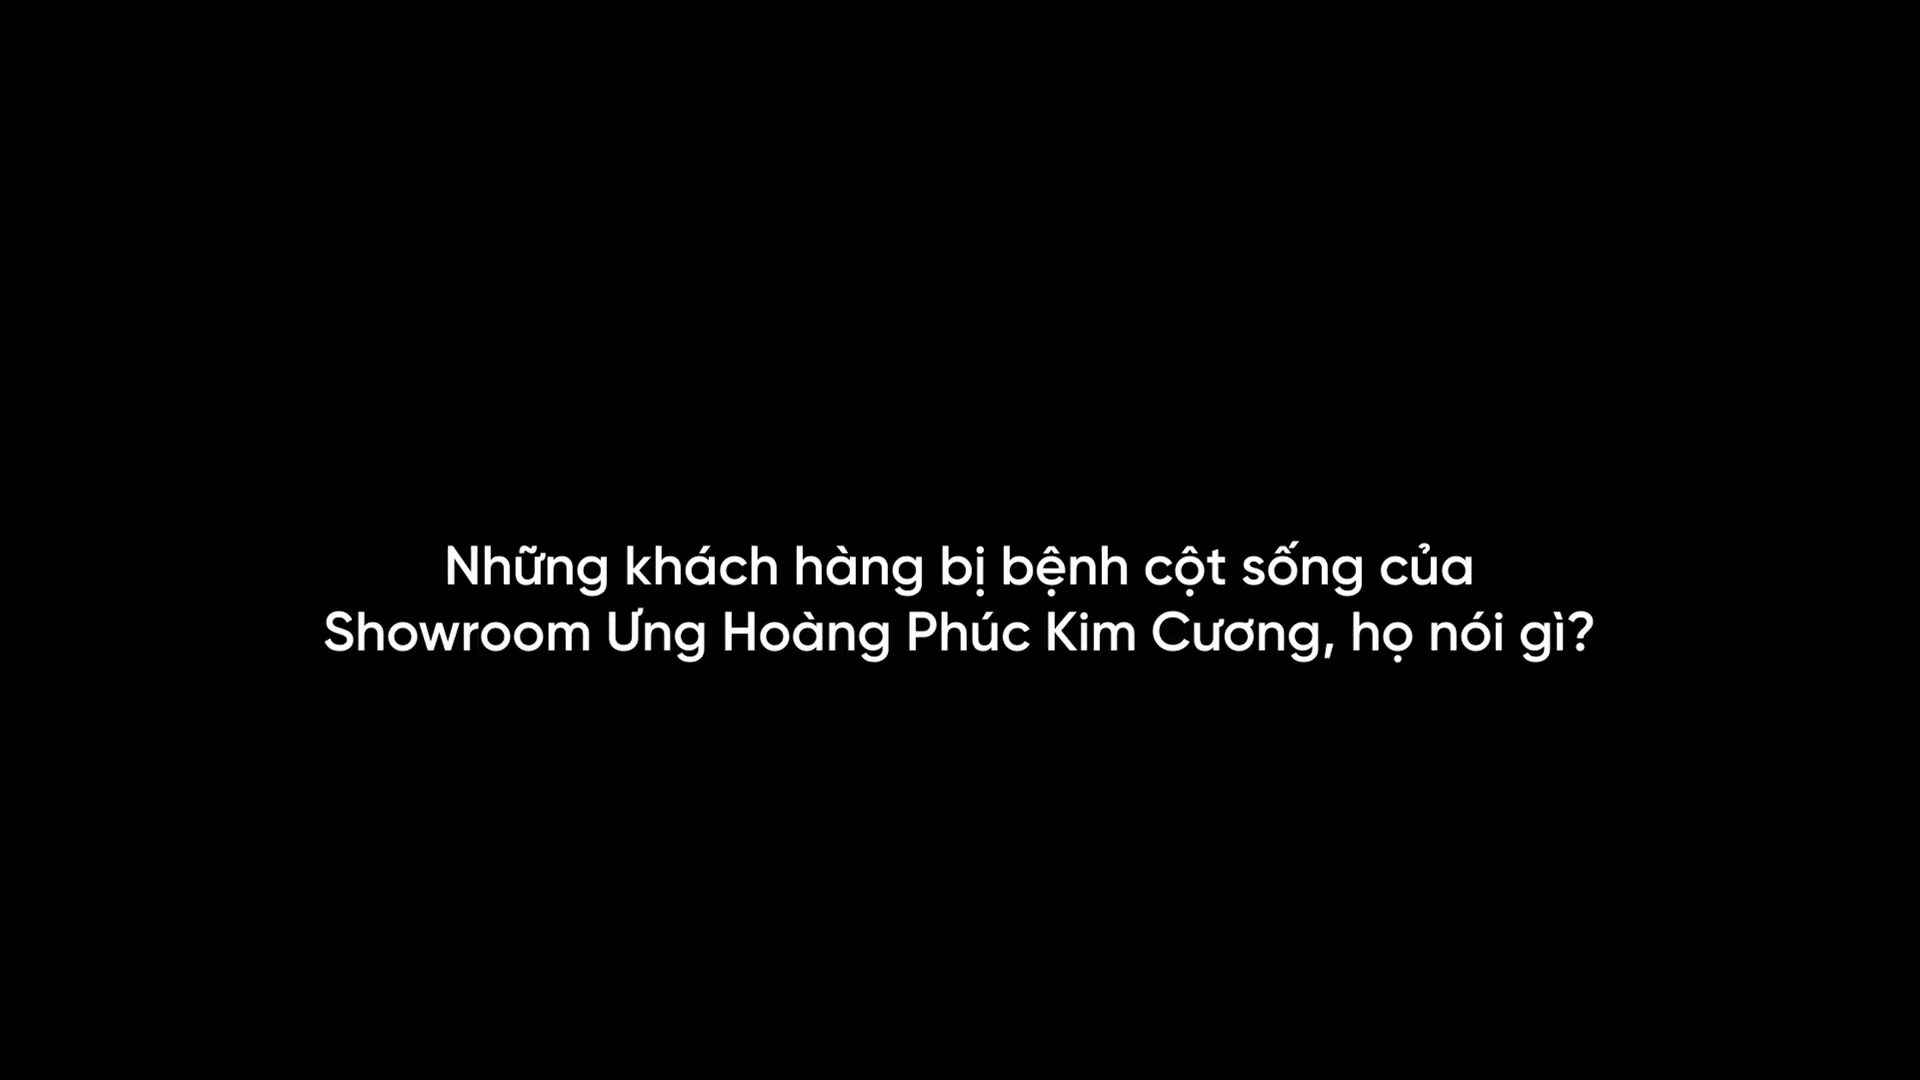 Những khách hàng bị bệnh cột sống của
Showroom Ưng Hoàng Phúc Kim Cương, họ nói gì?